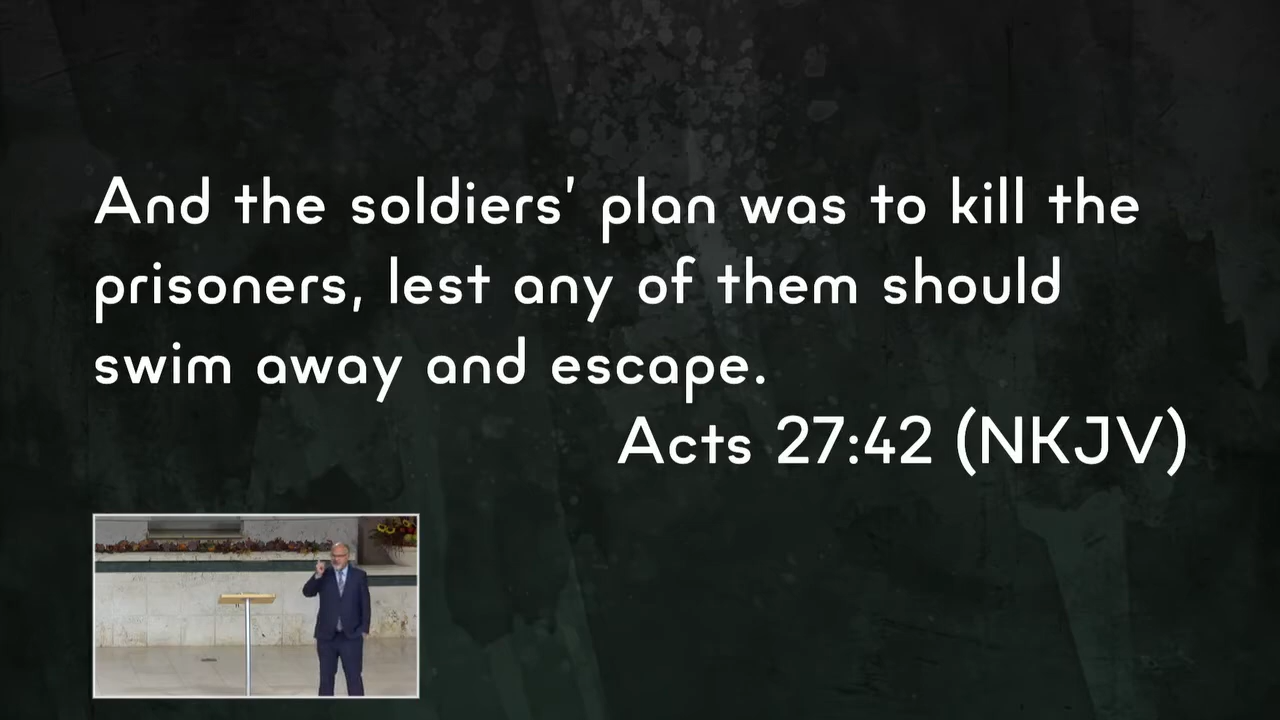 And the soldiers' plan was to kill the
prisoners, lest any of them should
swim away and escape.
Acts 27:42 (NKJV)